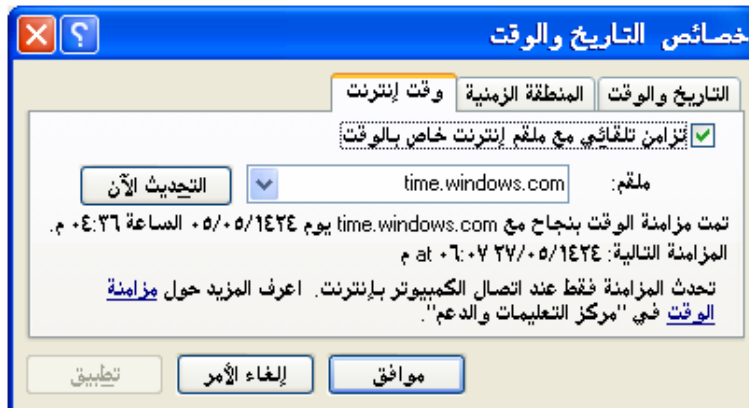 خصائص التاريخ والوقت
التاريخ والوقت المنطقة الزمنية وقت إنترنت
تزامن تلقائي مع ملقم إنترنت خاص بالوقت
ملقم: time.windows.com التحديث الآن
تمت مزامنة الوقت بنجاح مع time.windows.com يوم ٠٥/٠٥/١٤٢٤ الساعة ٠٤:٣٦ م.
المزامنة التالية: ٢٧/٠٥/١٤٢٤ at ٠٦:٠٧ م
تحدث المزامنة فقط عند اتصال الكمبيوتر بإنترنت. اعرف المزيد حول مزامنة
الوقت في "مركز التعليمات والدعم".
موافق إلغاء الأمر تطبيق